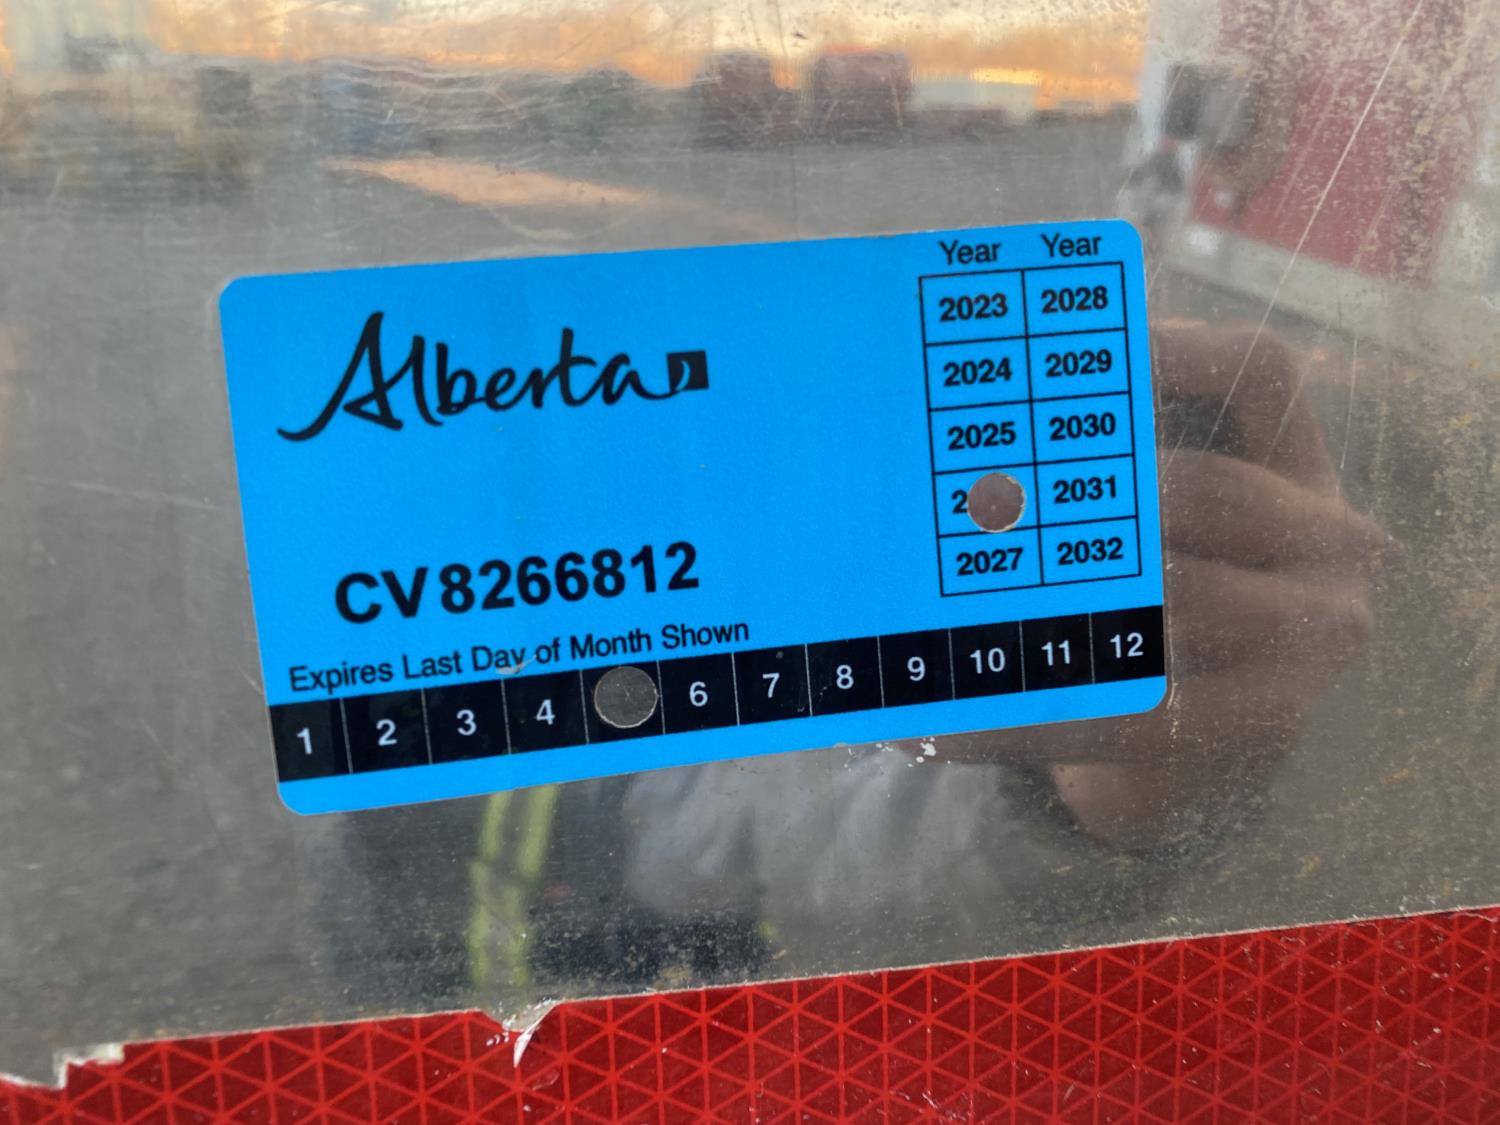 Alberta
Year Year
2023 2028
2024 2029
2025 2030
2 2031
2027 2032
CV8266812
Expires Last Day of Month Shown
1 2 3 4 6 7 8 9 10 11 12